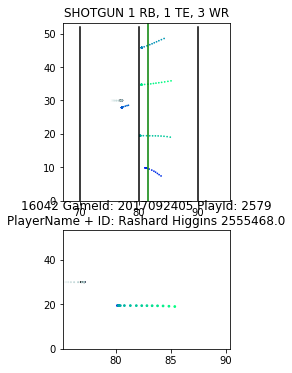 SHOTGUN 1 RB, 1 TE, 3 WR
50
40
30
20
10
0
70 80 90
16042 GameId: 2017092405 PlayId: 2579
PlayerName + ID: Rashard Higgins 2555468.0
40
20
0
80 85 90